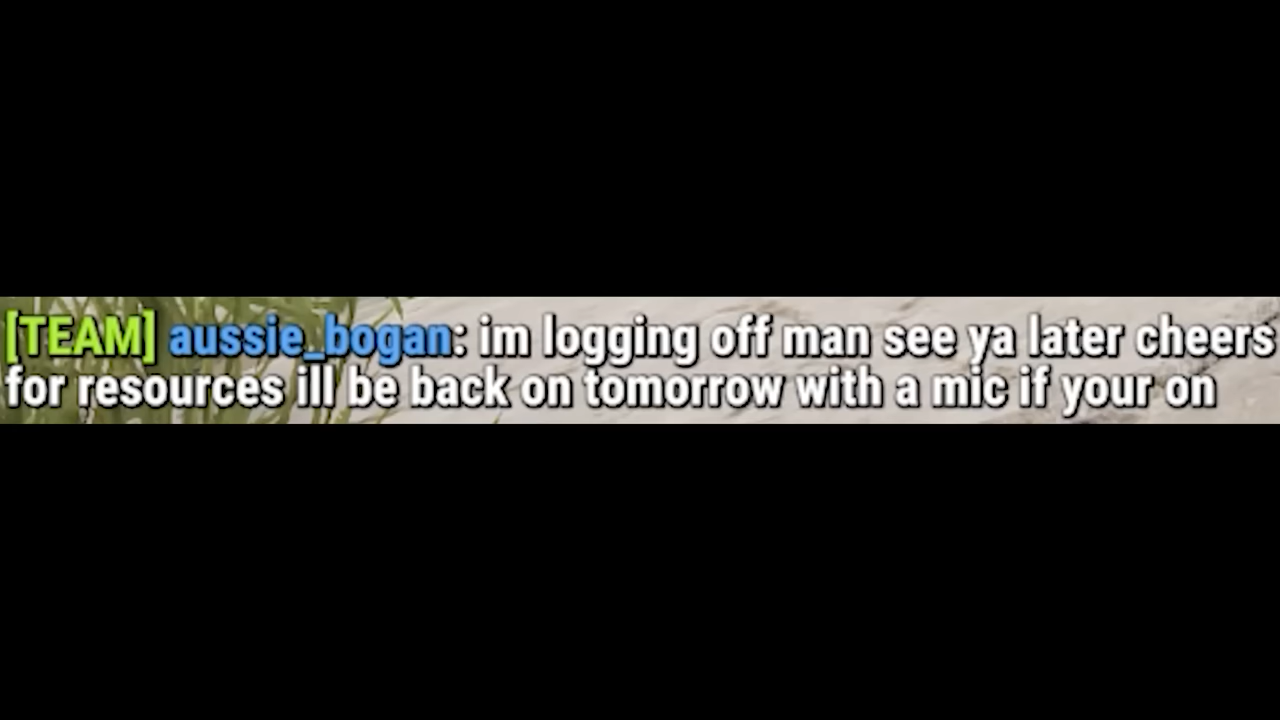 [TEAM] aussie_bogan: im logging off man see ya later cheers
for resources ill be back on tomorrow with a mic if your on